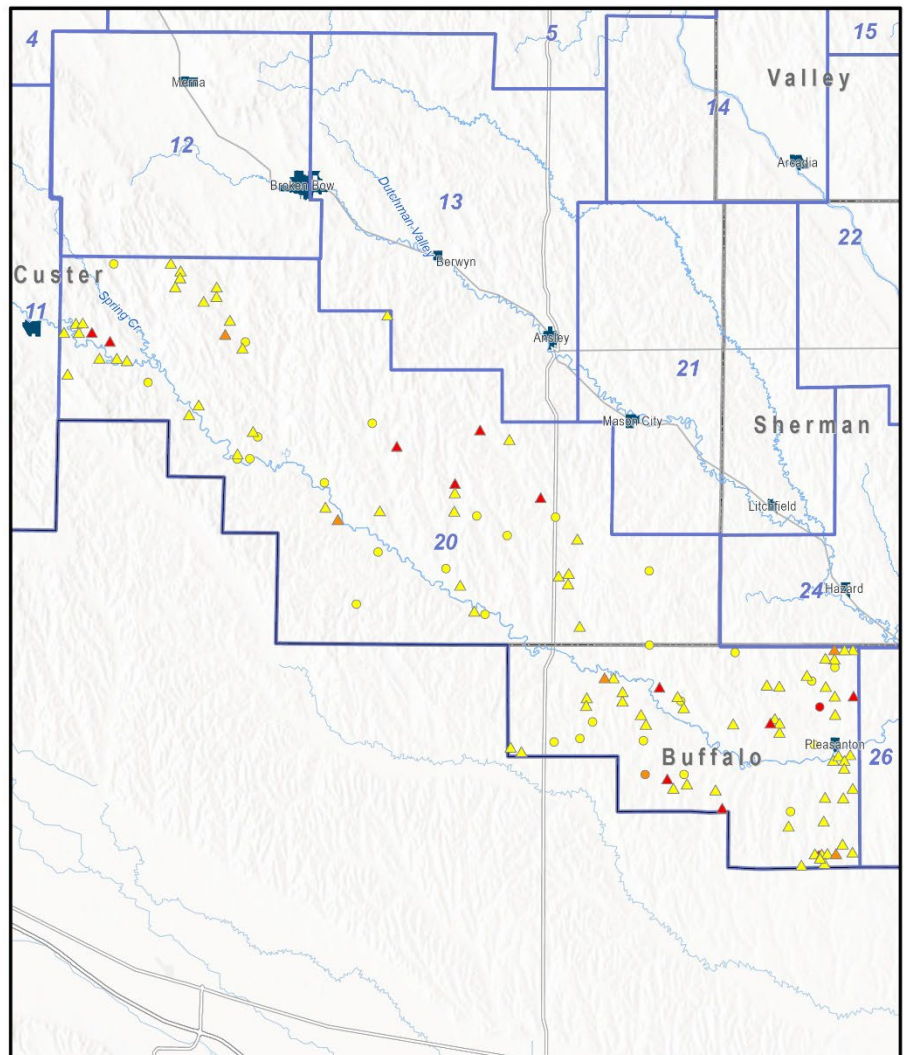 4
5
15
Valley
Merna
14
12
Arcadia
Broken Bow
Dutchman Valley
13
22
Berwyn
Custer
11
Spring Cr
Ansley
21
Mason City
Sherman
Litchfield
20
24
Hazard
Pleasanton
Buffalo
26